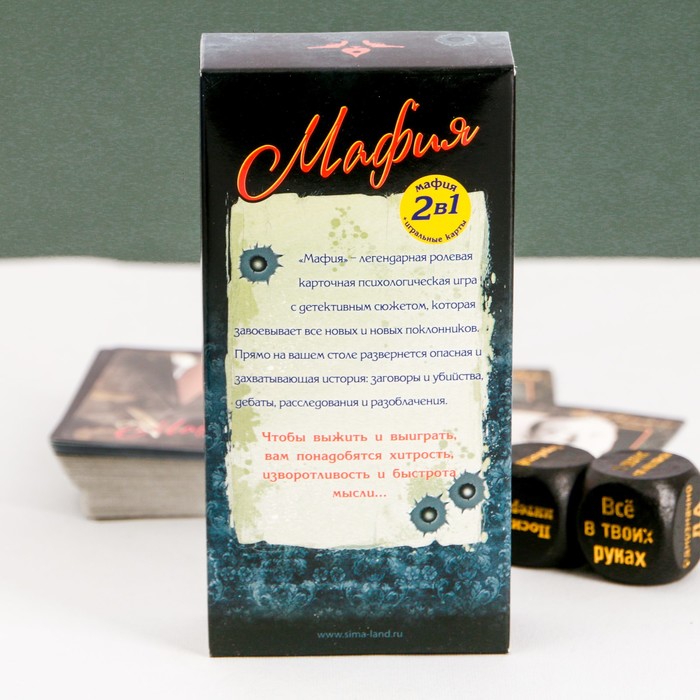 Мафия
мафия
2в1
+ игральные карты
«Мафия» – легендарная ролевая
карточная психологическая игра
с детективным сюжетом, которая
завоевывает все новых и новых поклонников.
Прямо на вашем столе развернется опасная и
захватывающая история: заговоры и убийства,
дебаты, расследования и разоблачения.
Чтобы выжить и выиграть,
вам понадобятся хитрость,
изворотливость и быстрота
мысли...
www.sima-land.ru
Всё
в твоих
руках